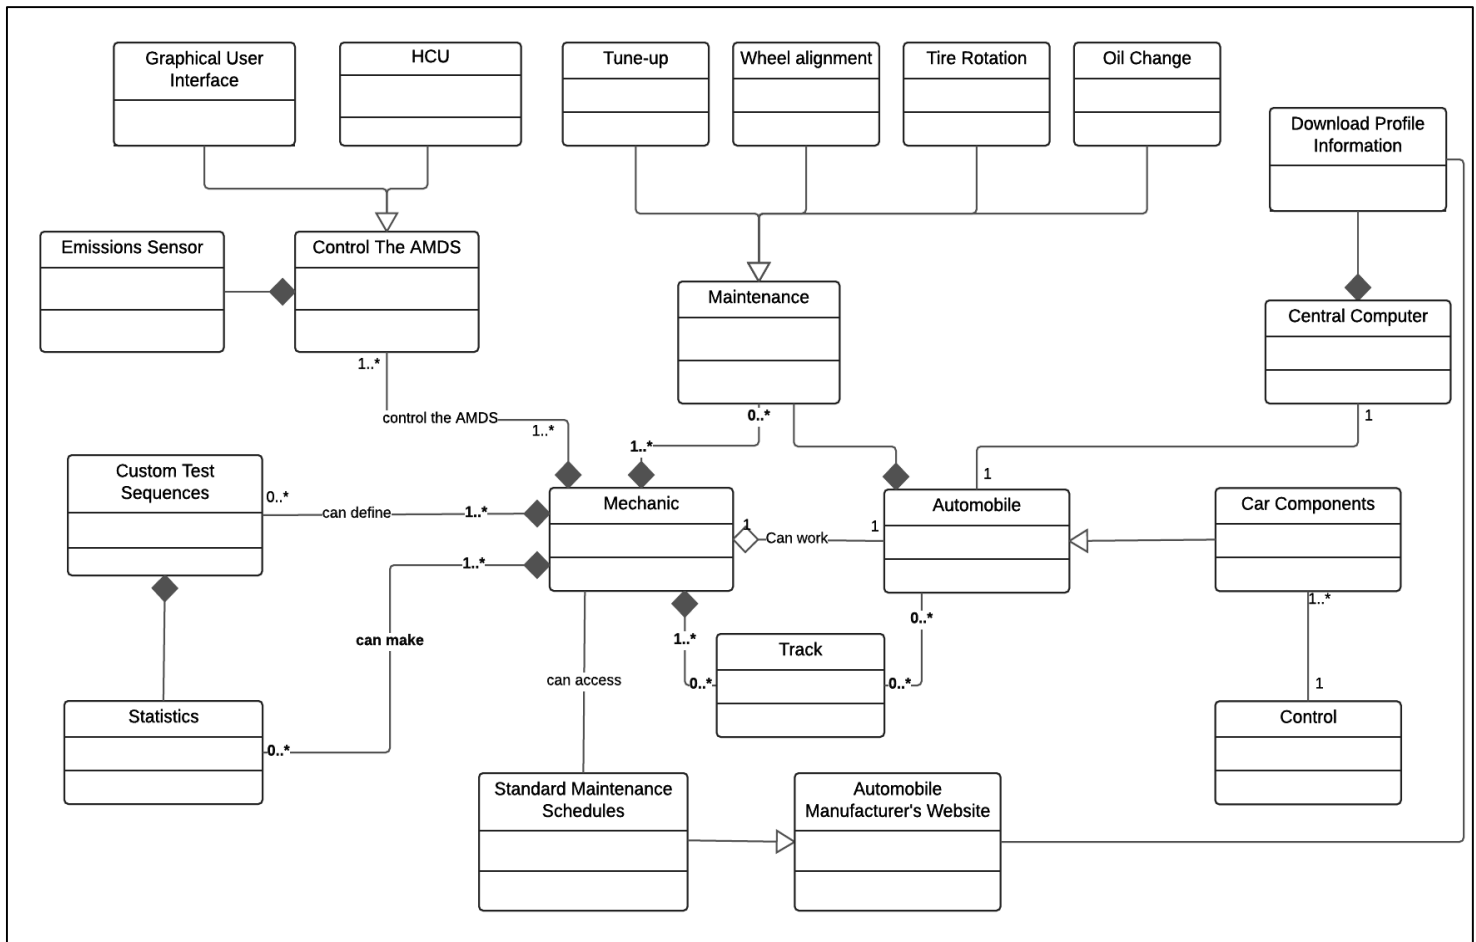 Graphical User
Interface
HCU
Tune-up
Wheel alignment
Tire Rotation
Oil Change
Download Profile
Information
Emissions Sensor
Control The AMDS
Maintenance
Central Computer
1..*
control the AMDS
1..*
0..*
1..*
1
1
Custom Test
Sequences
0..*
can define
1..*
Mechanic
1
Can work
1
Automobile
Car Components
1..*
can make
1..*
0..*
1..*
0..*
0..*
Track
can access
1
Statistics
0..*
Control
Standard Maintenance
Schedules
Automobile
Manufacturer's Website